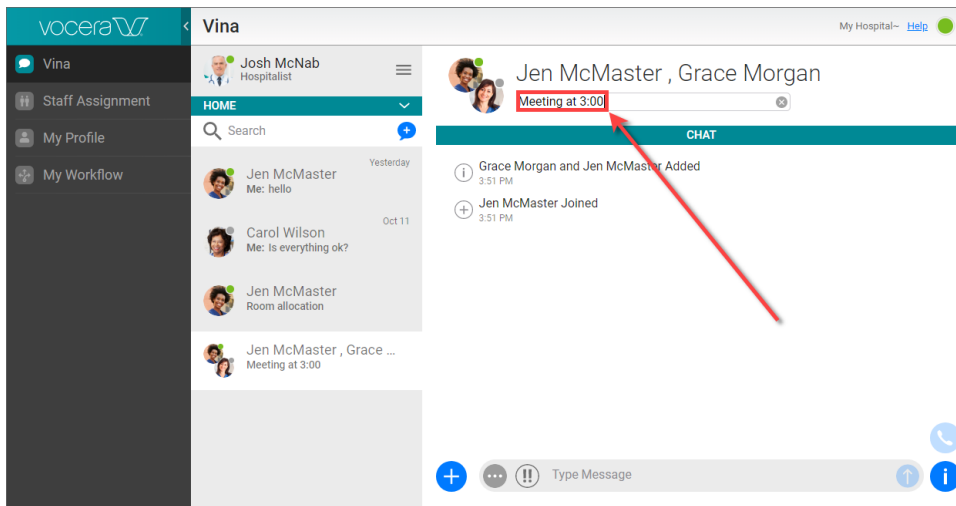 vocera
Vina
My Hospital~ Help
Vina
Staff Assignment
My Profile
My Workflow
Josh McNab
Hospitalist
HOME
Search
Yesterday
Jen McMaster
Me: hello
Oct 11
Carol Wilson
Me: Is everything ok?
Jen McMaster
Room allocation
Jen McMaster , Grace ...
Meeting at 3:00
Jen McMaster , Grace Morgan
Meeting at 3:00
CHAT
Grace Morgan and Jen McMaster Added
3:51 PM
Jen McMaster Joined
3:51 PM
Type Message